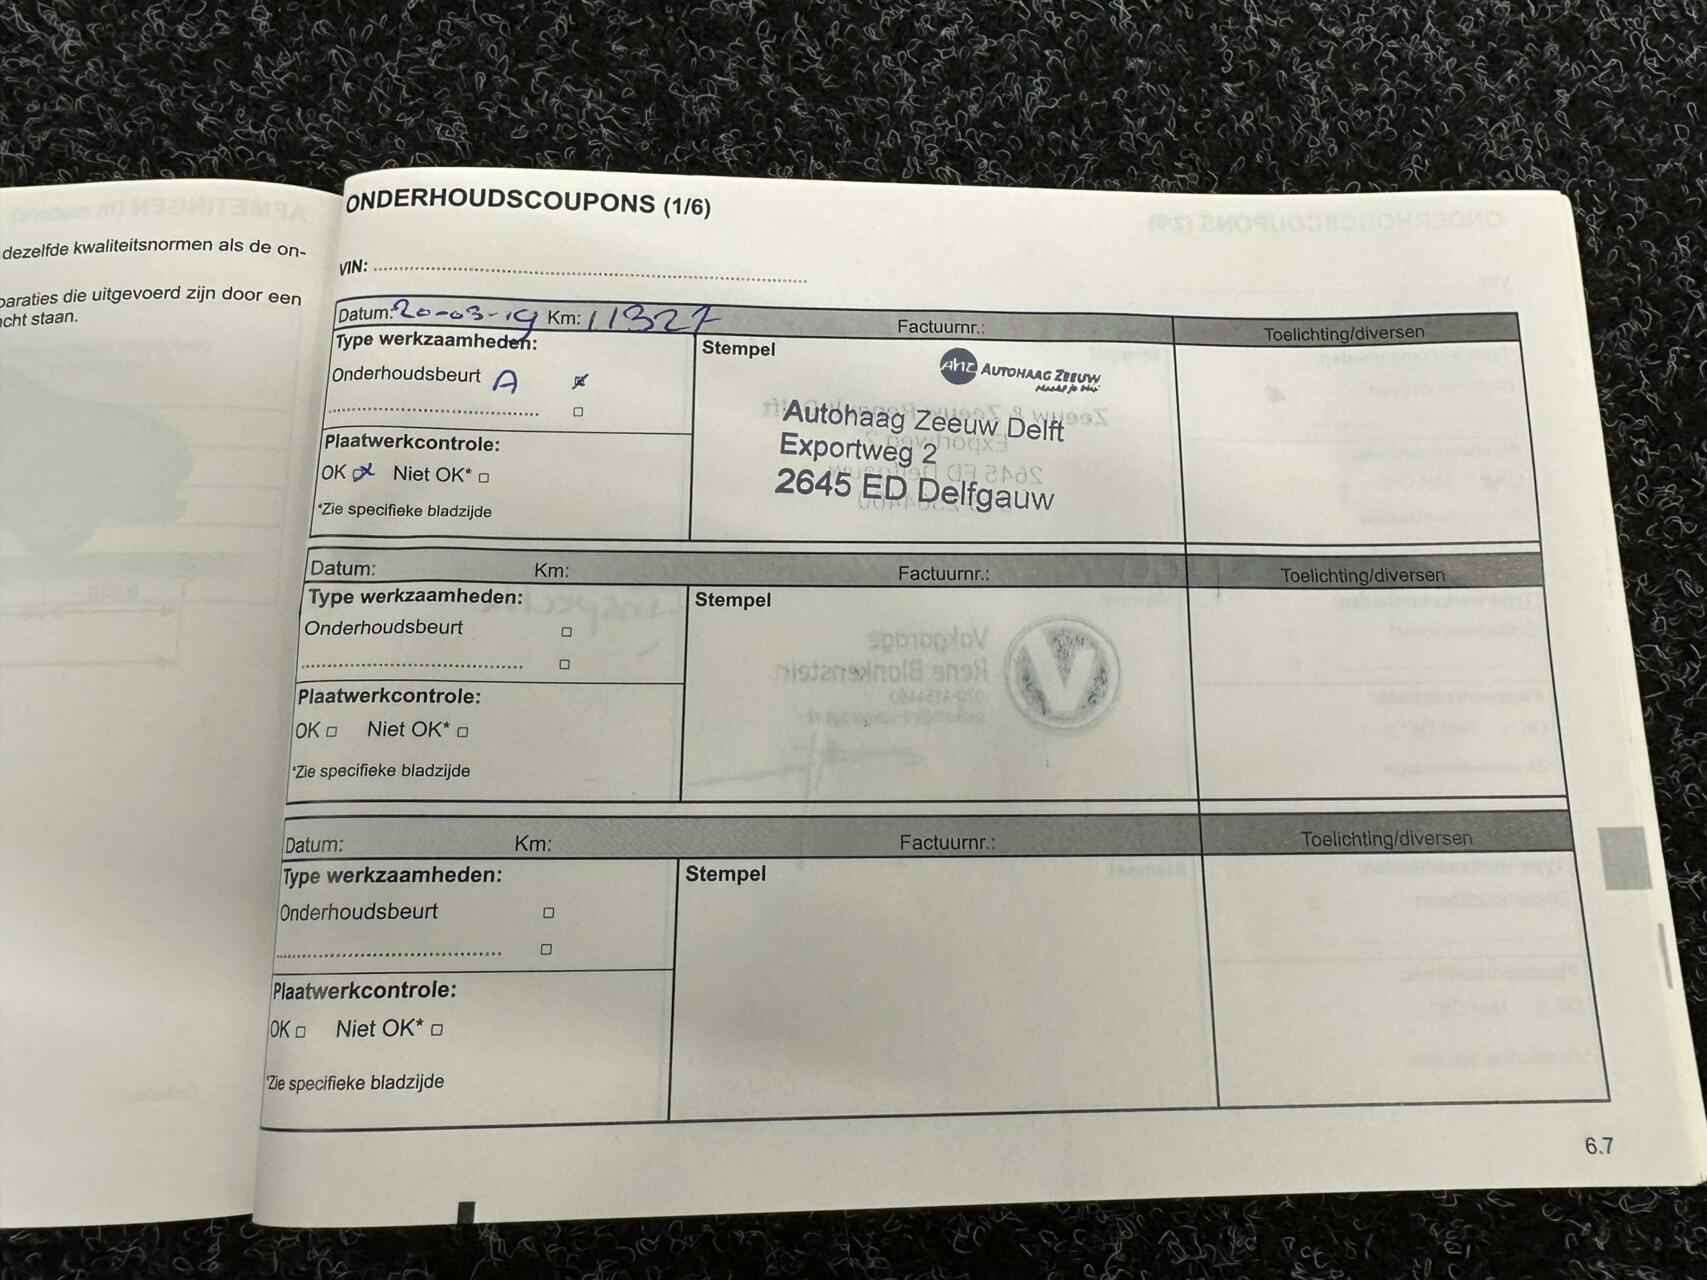 dezelfde kwaliteitsnormen als de on-
paraties die uitgevoerd zijn door een
cht staan.
ONDERHOUDSCOUPONS (1/6)
VIN:
Datum: 20-03-19 Km: 11327 Factuurnr.: Toelichting/diversen
Type werkzaamheden:
Onderhoudsbeurt A
Plaatwerkcontrole:
OK Niet OK*
*Zie specifieke bladzijde
Stempel
ahz AUTOHAAG ZEEUW
Autohaag Zeeuw Delft
Exportweg 2
2645 ED Delfgauw
Datum: Km: Factuurnr.: Toelichting/diversen
Type werkzaamheden:
Onderhoudsbeurt
Plaatwerkcontrole:
OK Niet OK*
*Zie specifieke bladzijde
Stempel
Datum: Km: Factuurnr.: Toelichting/diversen
Type werkzaamheden:
Onderhoudsbeurt
Plaatwerkcontrole:
OK Niet OK*
*Zie specifieke bladzijde
Stempel
6.7